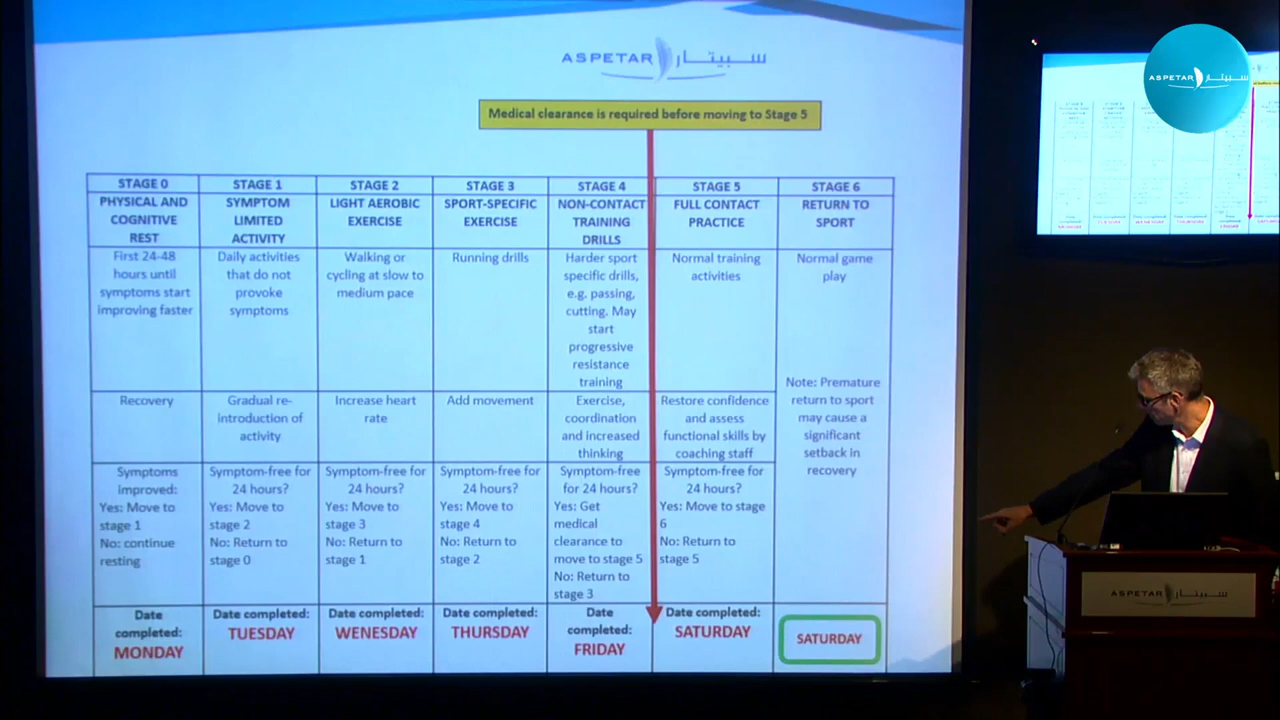 ASPETAR سبيتار
Medical clearance is required before moving to Stage 5
STAGE 0
PHYSICAL AND
COGNITIVE
REST
First 24-48
hours until
symptoms start
improving faster
Recovery
Symptoms
improved:
Yes: Move to
stage 1
No: continue
resting
Date
completed:
MONDAY
STAGE 1
SYMPTOM
LIMITED
ACTIVITY
Daily activities
that do not
provoke
symptoms
Gradual re-
introduction of
activity
Symptom-free for
24 hours?
Yes: Move to
stage 2
No: Return to
stage 0
Date completed:
TUESDAY
STAGE 2
LIGHT AEROBIC
EXERCISE
Walking or
cycling at slow to
medium pace
Increase heart
rate
Symptom-free for
24 hours?
Yes: Move to
stage 3
No: Return to
stage 1
Date completed:
WENESDAY
STAGE 3
SPORT-SPECIFIC
EXERCISE
Running drills
Add movement
Symptom-free for
24 hours?
Yes: Move to
stage 4
No: Return to
stage 2
Date completed:
THURSDAY
STAGE 4
NON-CONTACT
TRAINING
DRILLS
Harder sport
specific drills,
e.g. passing,
cutting. May
start
progressive
resistance
training
Exercise,
coordination
and increased
thinking
Symptom-free
for 24 hours?
Yes: Get
medical
clearance to
move to stage 5
No: Return to
stage 3
Date
completed:
FRIDAY
STAGE 5
FULL CONTACT
PRACTICE
Normal training
activities
Restore confidence
and assess
functional skills by
coaching staff
Symptom-free for
24 hours?
Yes: Move to stage
6
No: Return to
stage 5
Date completed:
SATURDAY
STAGE 6
RETURN TO
SPORT
Normal game
play
Note: Premature
return to sport
may cause a
significant
setback in
recovery
SATURDAY
ASPETAR سبيتار
ASPETAR سبيتار